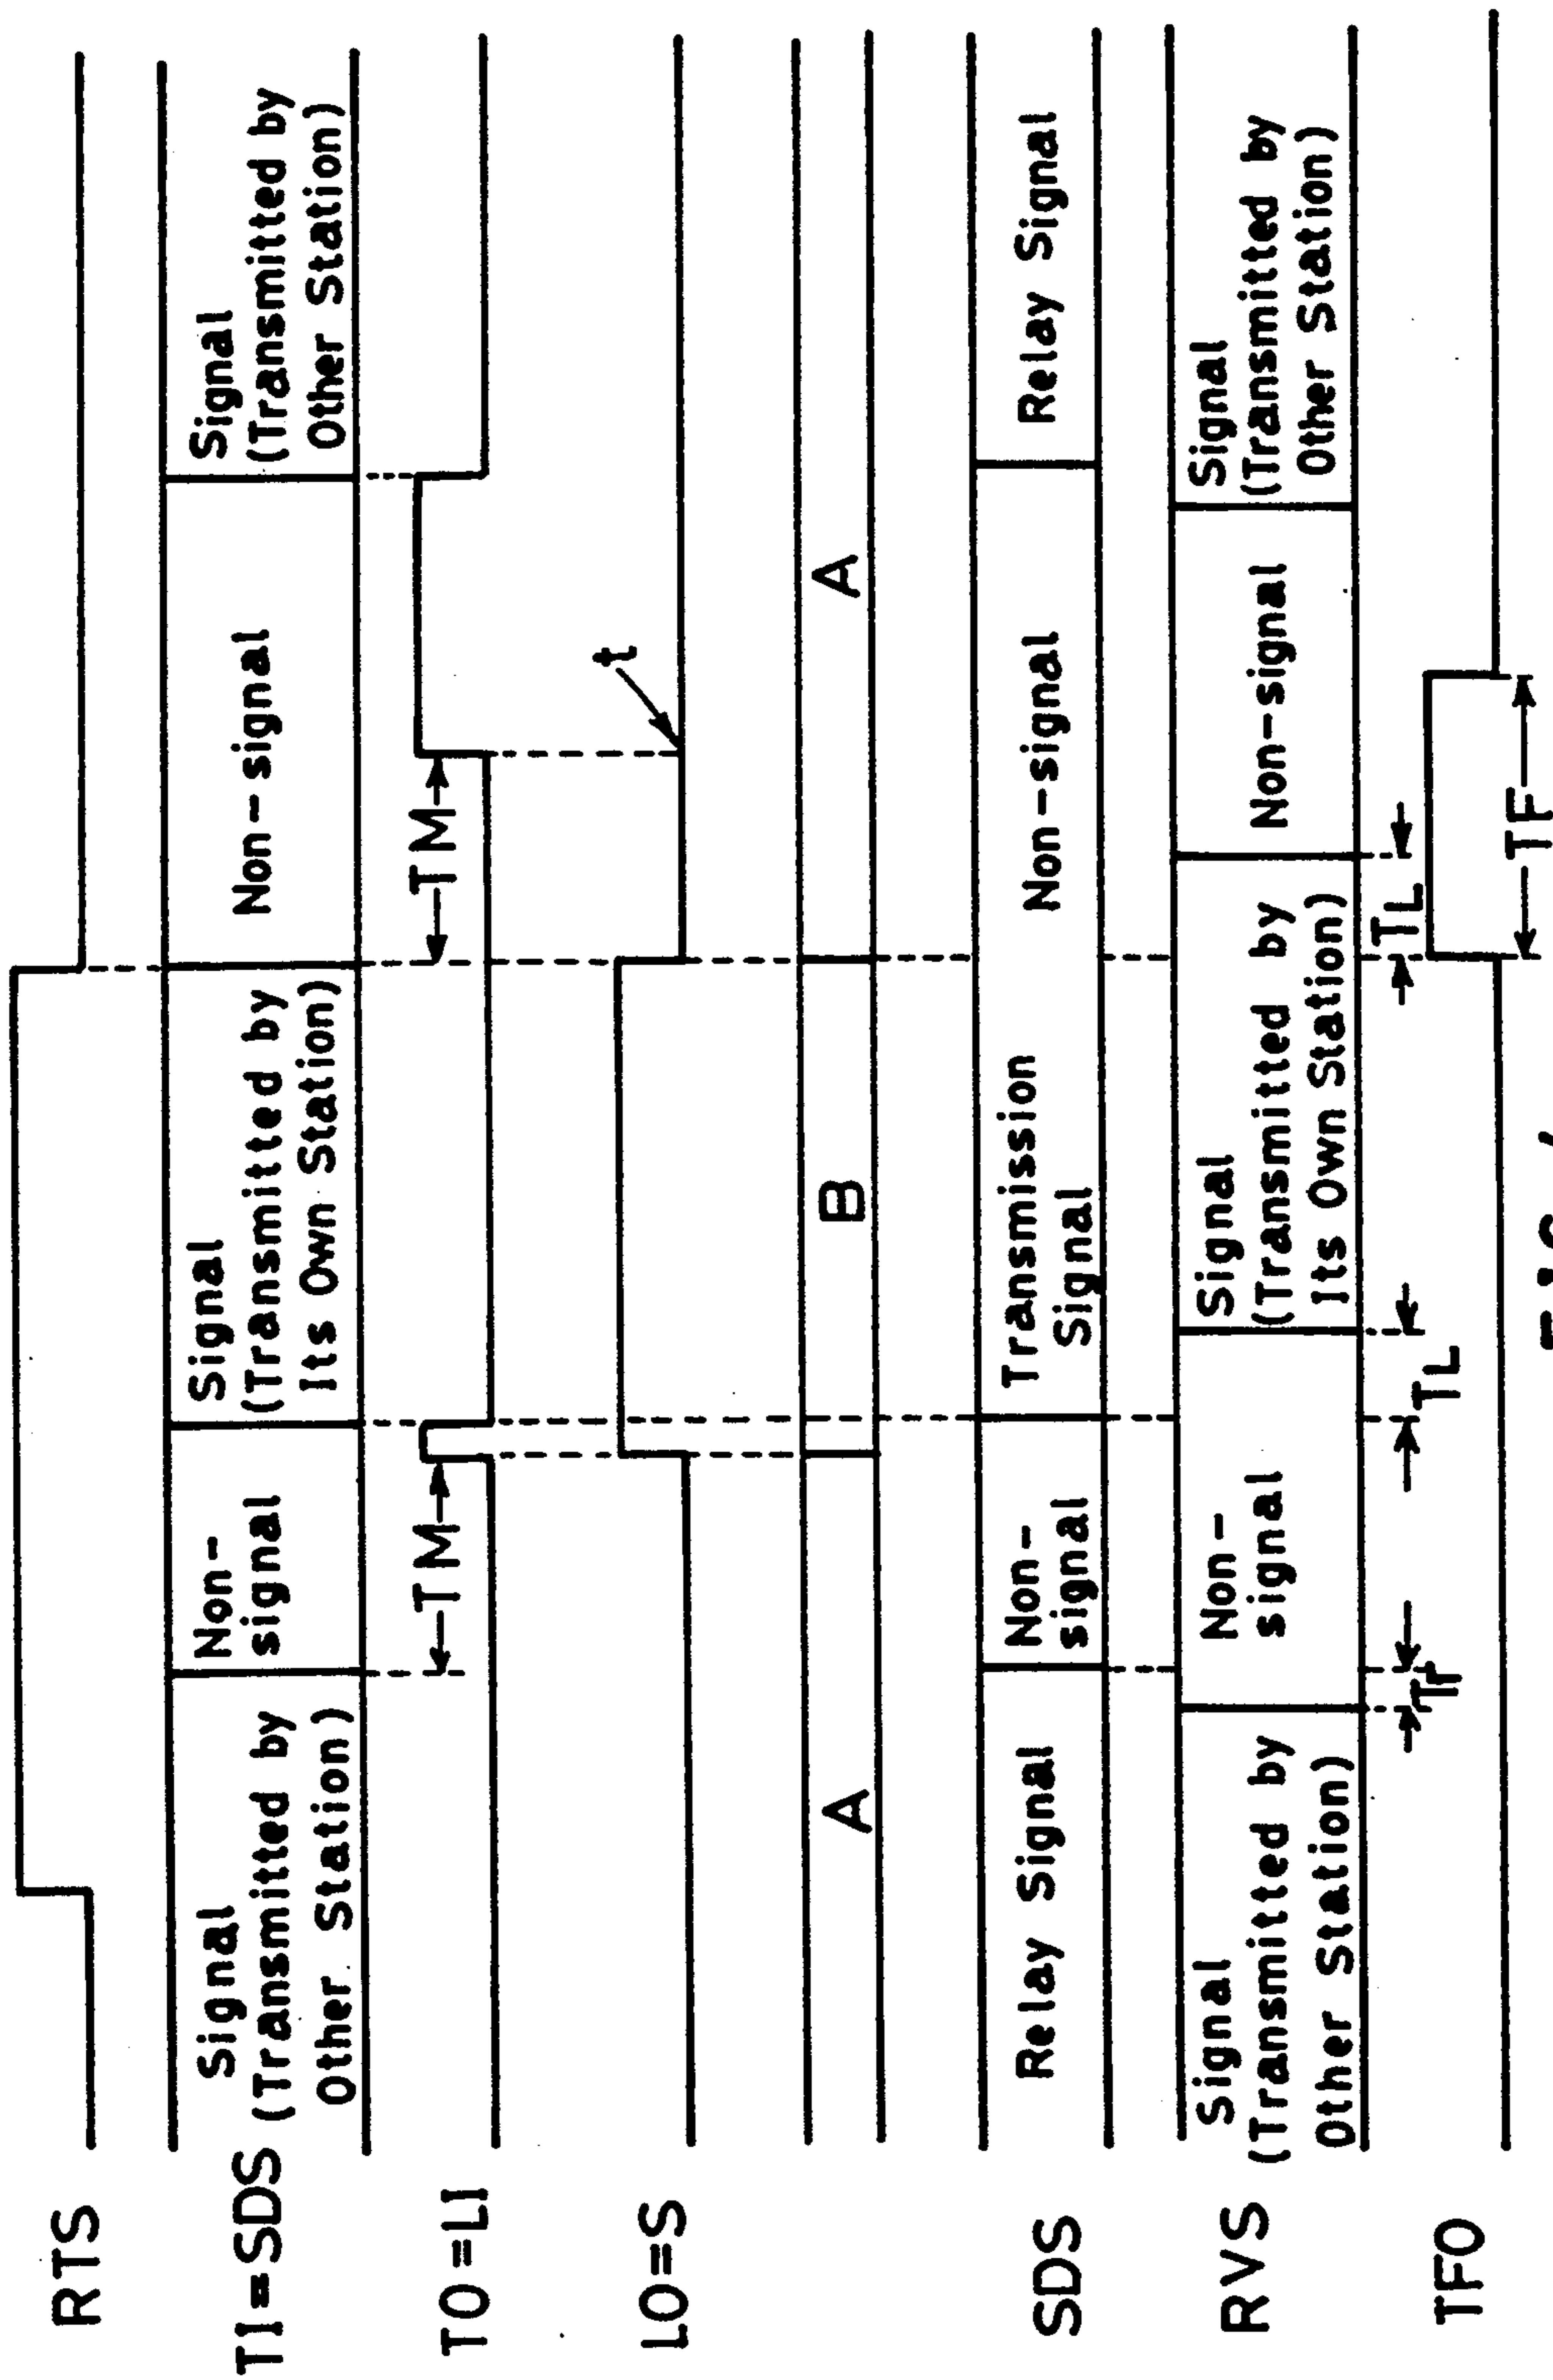 RTS
TI=SDS
Signal
(Transmitted by
Other Station)
Non-
signal
Signal
(Transmitted by
Its Own Station)
Non-signal
Signal
(Transmitted by
Other Station)
TO=LI
TM
TM
LO=S
t
A
B
A
SDS
Relay Signal
Non-
signal
Transmission
Signal
Non-signal
Relay Signal
RVS
Signal
(Transmitted by
Other Station)
Non-
signal
Signal
(Transmitted by
Its Own Station)
Non-signal
Signal
(Transmitted by
Other Station)
Tr
TL
TL
TFO
TF